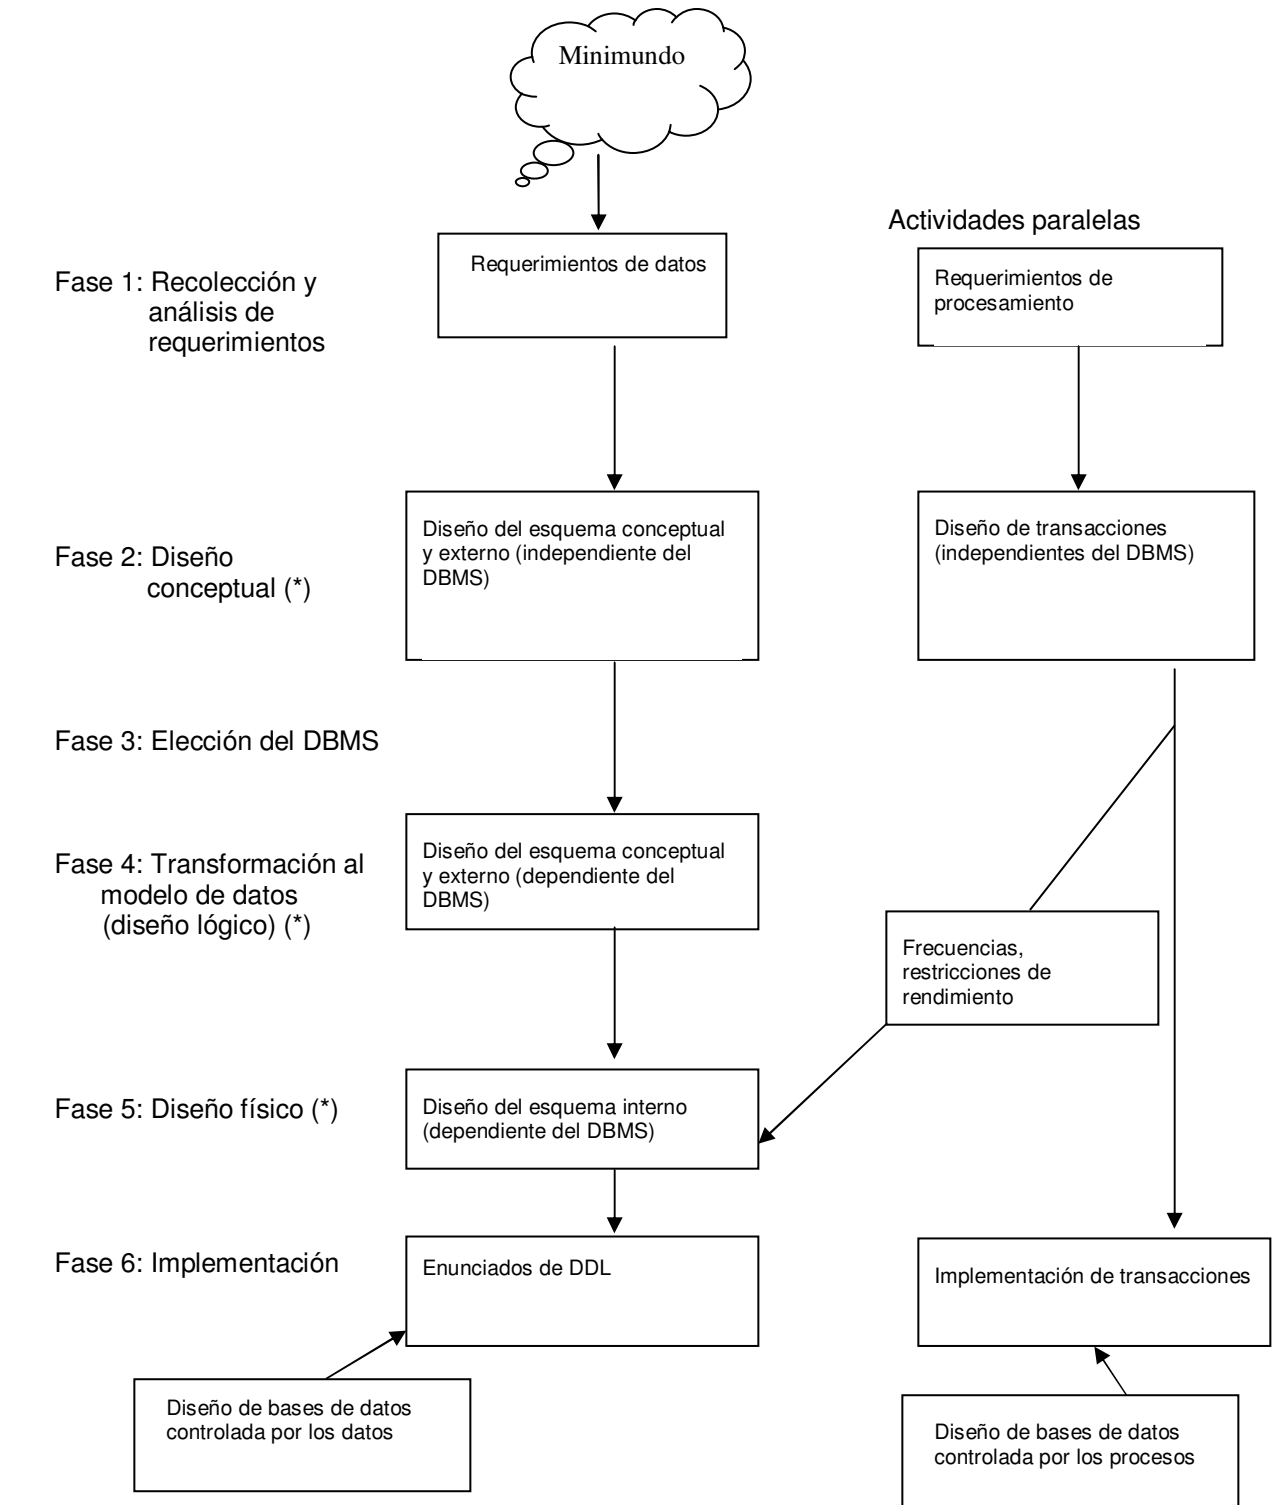 Minimundo
Actividades paralelas
Fase 1: Recolección y
análisis de
requerimientos
Requerimientos de datos
Requerimientos de
procesamiento
Fase 2: Diseño
conceptual (*)
Diseño del esquema conceptual
y externo (independiente del
DBMS)
Diseño de transacciones
(independientes del DBMS)
Fase 3: Elección del DBMS
Fase 4: Transformación al
modelo de datos
(diseño lógico) (*)
Diseño del esquema conceptual
y externo (dependiente del
DBMS)
Frecuencias,
restricciones de
rendimiento
Fase 5: Diseño físico (*)
Diseño del esquema interno
(dependiente del DBMS)
Fase 6: Implementación
Enunciados de DDL
Implementación de transacciones
Diseño de bases de datos
controlada por los datos
Diseño de bases de datos
controlada por los procesos